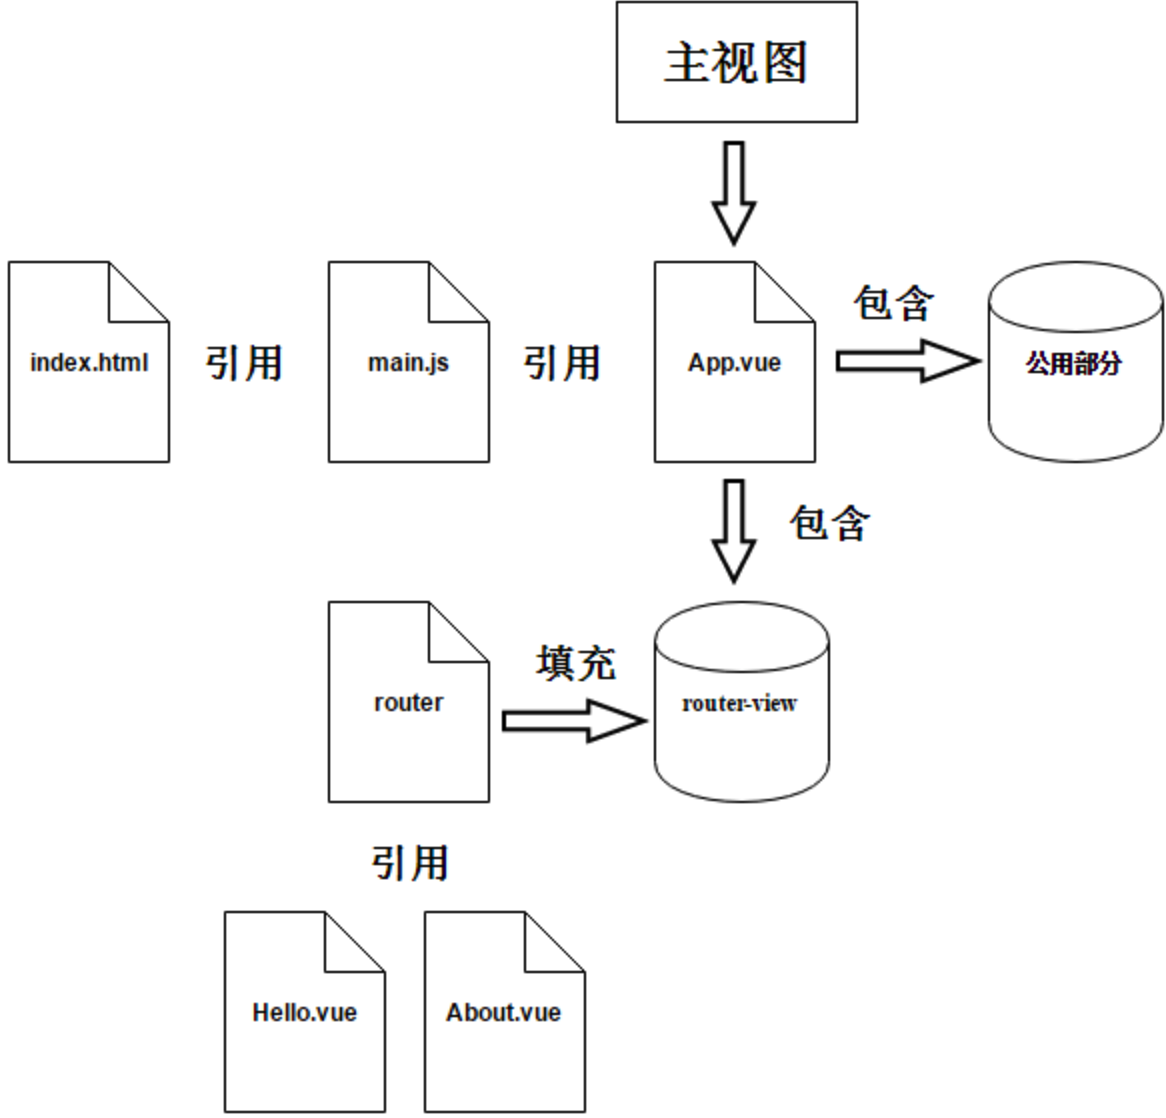 主视图
包含
index.html
引用
main.js
引用
App.vue
公用部分
包含
填充
router
router-view
引用
Hello.vue
About.vue